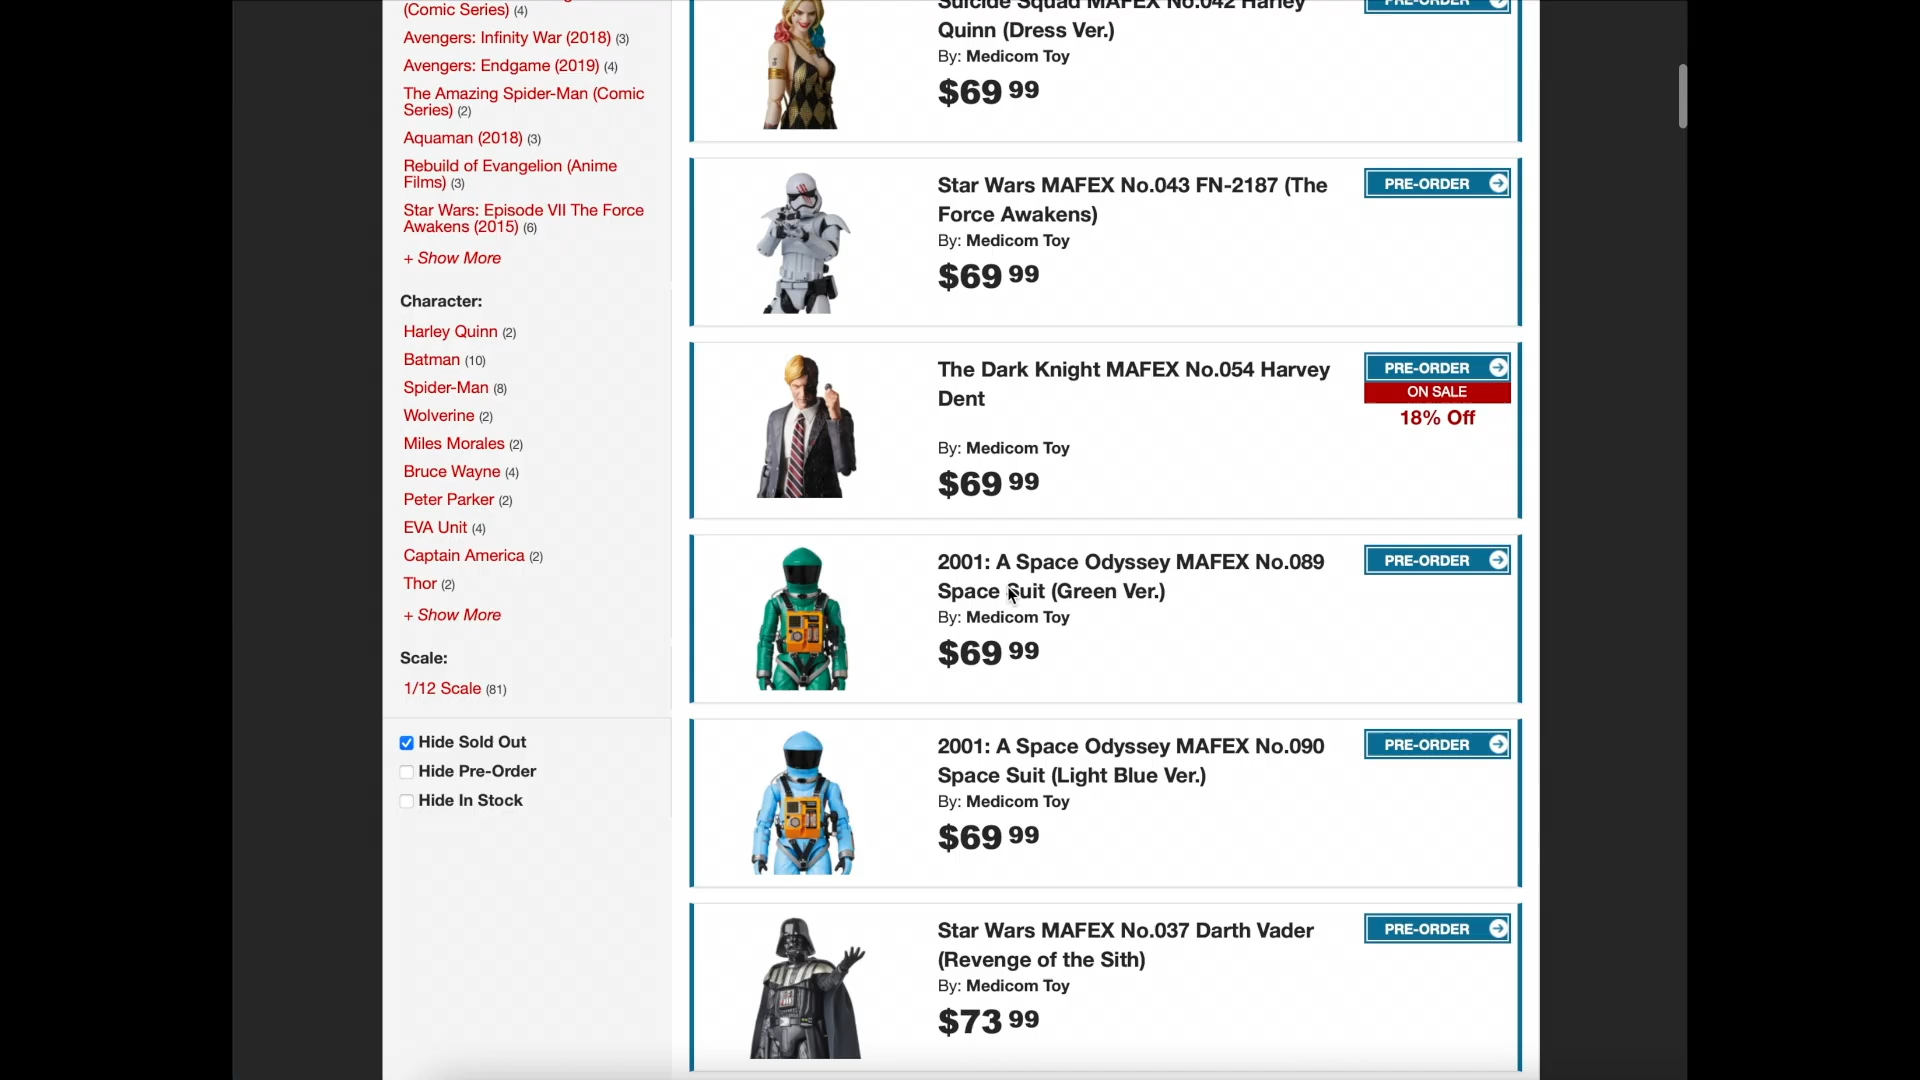 (Comic Series) (4)
Avengers: Infinity War (2018) (3)
Avengers: Endgame (2019) (4)
The Amazing Spider-Man (Comic
Series) (2)
Aquaman (2018) (3)
Rebuild of Evangelion (Anime
Films) (3)
Star Wars: Episode VII The Force
Awakens (2015) (6)
+ Show More
Character:
Harley Quinn (2)
Batman (10)
Spider-Man (8)
Wolverine (2)
Miles Morales (2)
Bruce Wayne (4)
Peter Parker (2)
EVA Unit (4)
Captain America (2)
Thor (2)
+ Show More
Scale:
1/12 Scale (81)
Hide Sold Out
Hide Pre-Order
Hide In Stock
Suicide Squad MAFEX No.042 Harley
Quinn (Dress Ver.)
By: Medicom Toy
$69 99
PRE-ORDER
Star Wars MAFEX No.043 FN-2187 (The
Force Awakens)
By: Medicom Toy
$69 99
PRE-ORDER
The Dark Knight MAFEX No.054 Harvey
Dent
By: Medicom Toy
$69 99
PRE-ORDER
ON SALE
18% Off
2001: A Space Odyssey MAFEX No.089
Space Suit (Green Ver.)
By: Medicom Toy
$69 99
PRE-ORDER
2001: A Space Odyssey MAFEX No.090
Space Suit (Light Blue Ver.)
By: Medicom Toy
$69 99
PRE-ORDER
Star Wars MAFEX No.037 Darth Vader
(Revenge of the Sith)
By: Medicom Toy
$73 99
PRE-ORDER